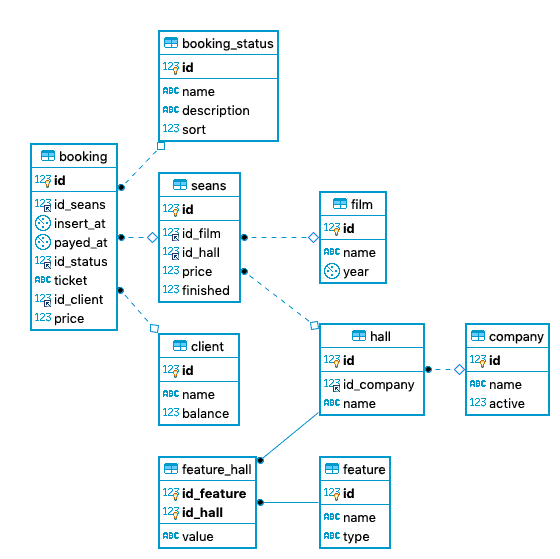 booking_status
123 id
ABC name
ABC description
123 sort
booking
123 id
123 id_seans
insert_at
payed_at
123 id_status
ABC ticket
123 id_client
123 price
seans
123 id
123 id_film
123 id_hall
123 price
123 finished
film
123 id
ABC name
year
client
123 id
ABC name
123 balance
hall
123 id
123 id_company
ABC name
company
123 id
ABC name
123 active
feature_hall
123 id_feature
123 id_hall
ABC value
feature
123 id
ABC name
ABC type